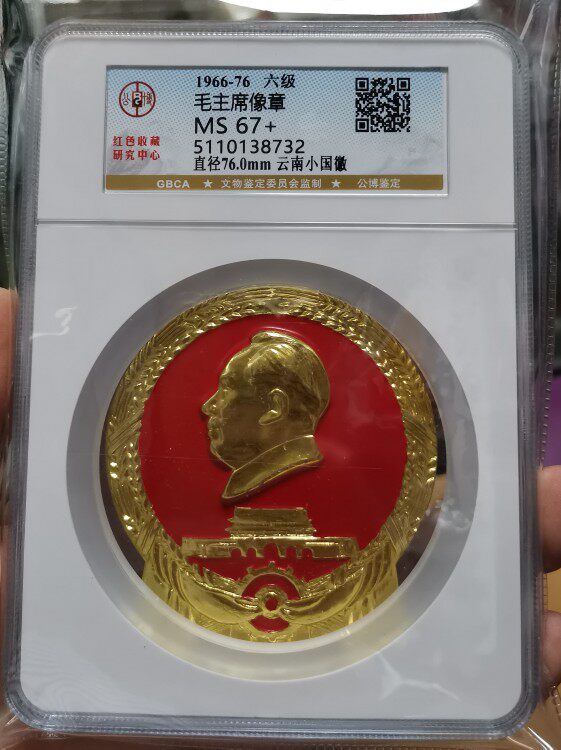 1966-76 六级
毛主席像章
MS 67+
5110138732
直径76.0mm 云南小国徽
公博
红色收藏
研究中心
GBCA ★ 文物鉴定委员会监制 ★ 公博鉴定